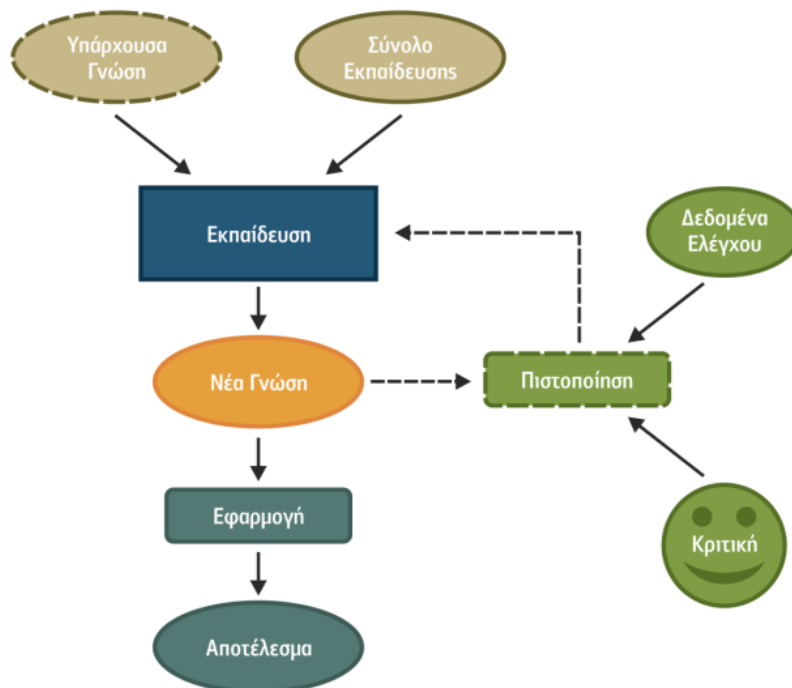 Υπάρχουσα
Γνώση
Σύνολο
Εκπαίδευσης
Εκπαίδευση
Δεδομένα
Ελέγχου
Νέα Γνώση
Πιστοποίηση
Εφαρμογή
Κριτική
Αποτέλεσμα